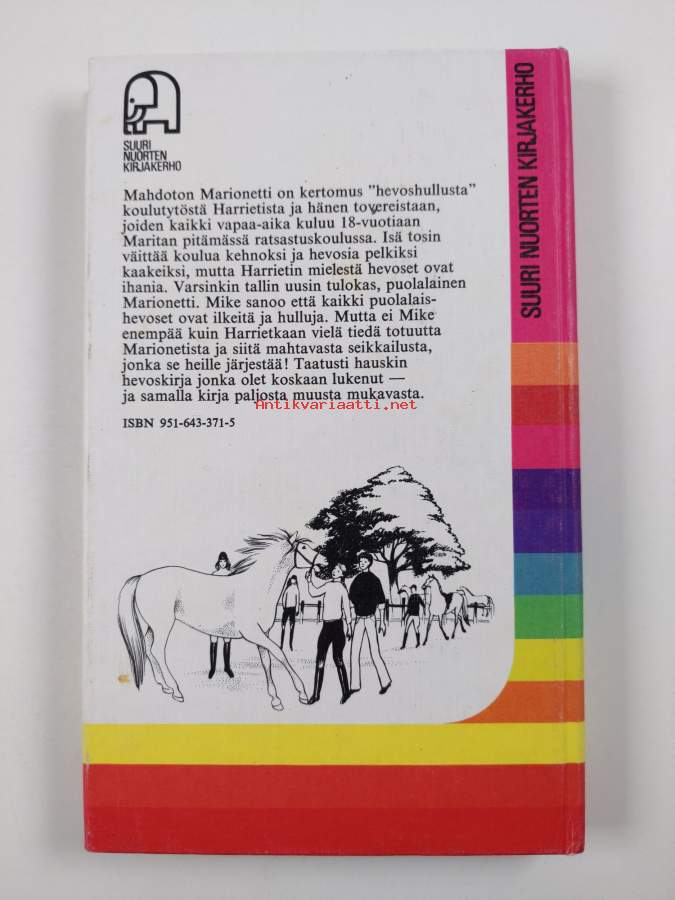 SUURI
NUORTEN
KIRJAKERHO
Mahdoton Marionetti on kertomus "hevoshullusta"
koulutytöstä Harrietista ja hänen tovereistaan,
joiden kaikki vapaa-aika kuluu 18-vuotiaan
Maritan pitämässä ratsastuskoulussa. Isä tosin
väittää koulua kehnoksi ja hevosia pelkiksi
kaakeiksi, mutta Harrietin mielestä hevoset ovat
ihania. Varsinkin tallin uusin tulokas, puolalainen
Marionetti. Mike sanoo että kaikki puolalais-
hevoset ovat ilkeitä ja hulluja. Mutta ei Mike
enempää kuin Harrietkaan vielä tiedä totuutta
Marionetista ja siitä mahtavasta seikkailusta,
jonka se heille järjestää! Taatusti hauskin
hevoskirja jonka olet koskaan lukenut —
ja samalla kirja paljosta muusta mukavasta.
Antikvariaatti.net
ISBN 951-643-371-5
SUURI NUORTEN KIRJAKERHO